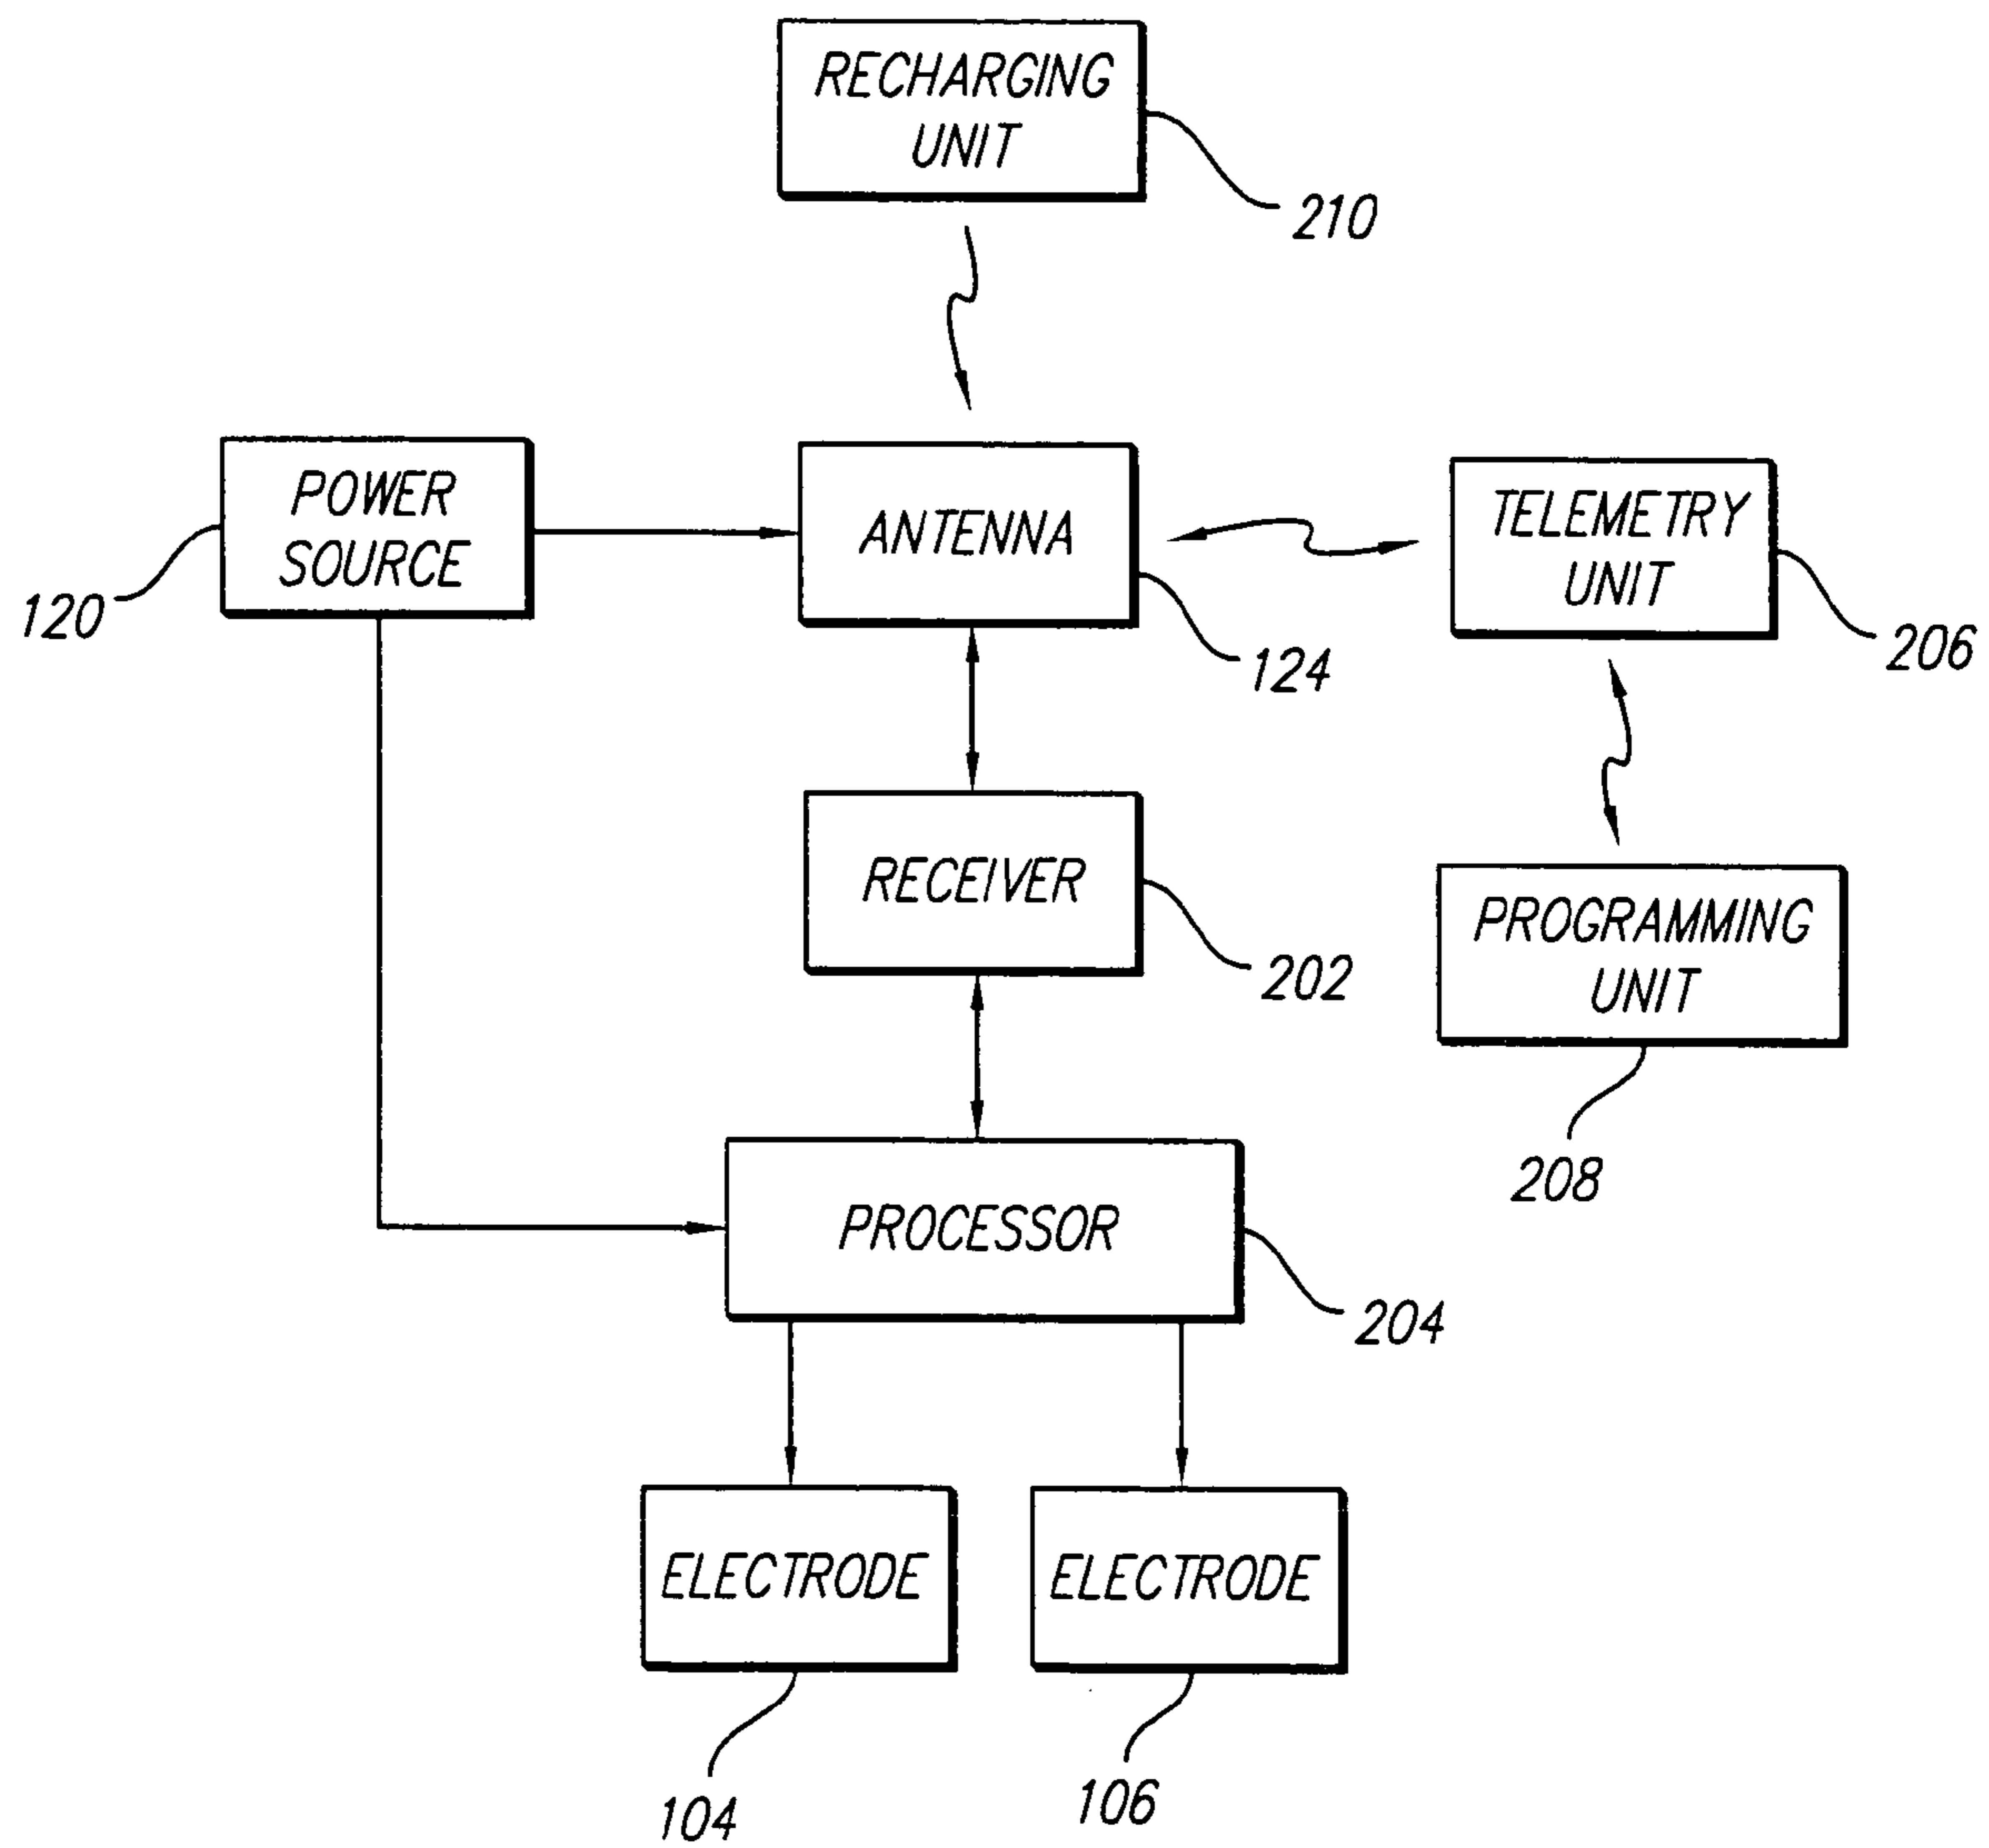 RECHARGING
UNIT
210
POWER
SOURCE
120
ANTENNA
124
TELEMETRY
UNIT
206
RECEIVER
202
PROGRAMMING
UNIT
208
PROCESSOR
204
ELECTRODE
104
ELECTRODE
106